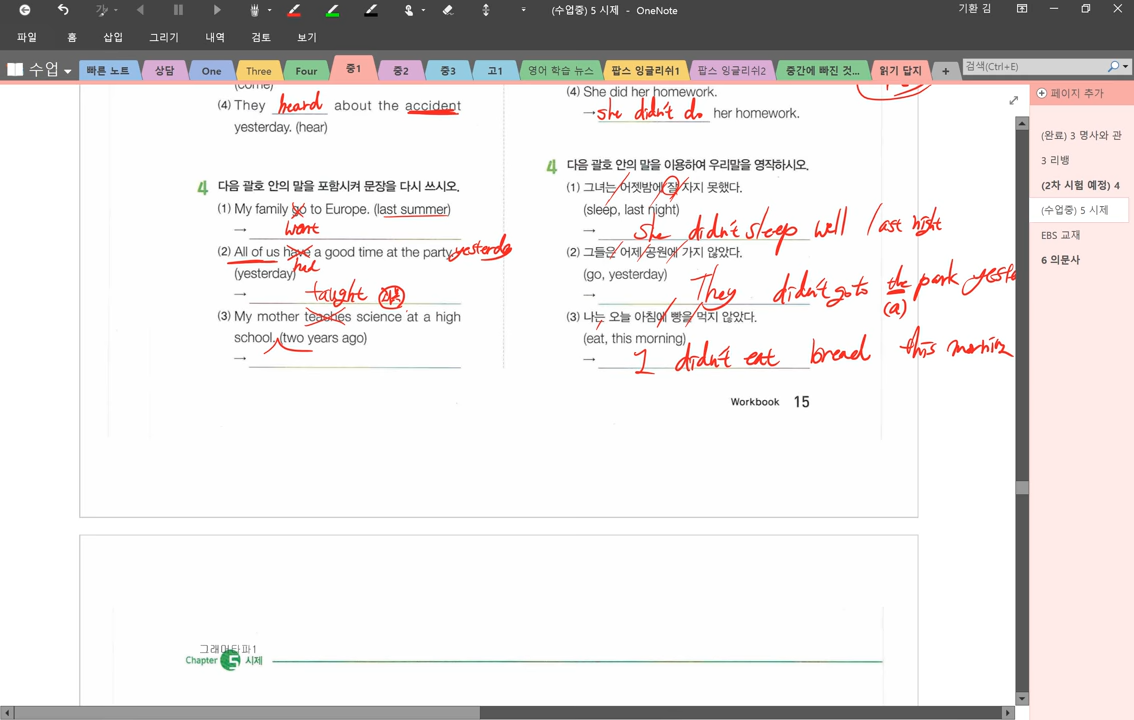 (수업중) 5 시제 - OneNote
기환 김
파일 홈 삽입 그리기 내역 검토 보기
수업 빠른 노트 상담 One Three Four 중1 중2 중3 고1 영어 학습 뉴스 팝스 잉글리쉬1 팝스 잉글리쉬2 중간에 빠진 것... 읽기 답지 + 검색(Ctrl+E)
페이지 추가
(완료) 3 명사와 관
3 리뱅
(2차 시험 예정) 4
(수업중) 5 시제
EBS 교재
6 의문사
(come)
(4) They heard about the accident
yesterday. (hear)
4 다음 괄호 안의 말을 포함시켜 문장을 다시 쓰시오.
(1) My family go to Europe. (last summer)
→ went
(2) All of us have a good time at the party. yesterday
(yesterday) had
→ taught
(3) My mother teaches science at a high
school. (two years ago)
→
(4) She did her homework.
→ she didn't do her homework.
4 다음 괄호 안의 말을 이용하여 우리말을 영작하시오.
(1) 그녀는 어젯밤에 잘 자지 못했다.
(sleep, last night)
→ she didn't sleep well last night
(2) 그들은 어제 공원에 가지 않았다.
(go, yesterday)
→ They didn't go to the park yeste
(a)
(3) 나는 오늘 아침에 빵을 먹지 않았다.
(eat, this morning)
→ I didn't eat bread this morning
Workbook 15
그래머타파1
Chapter 5 시제